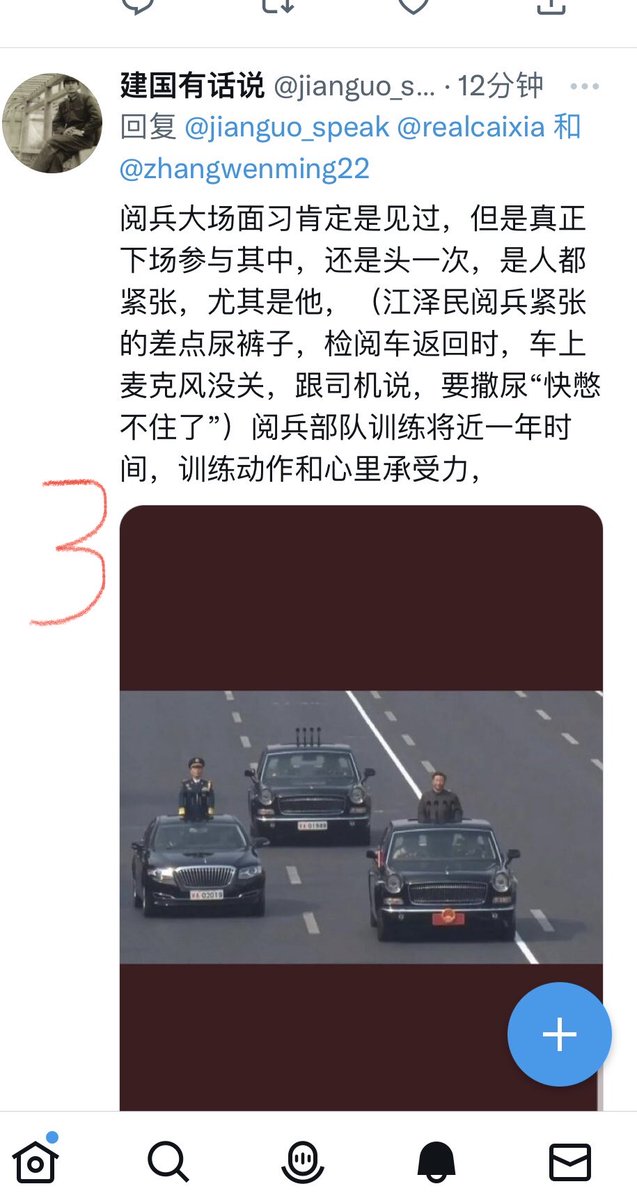 建国有话说 @jianguo_s... · 12分钟
回复 @jianguo_speak @realcaixia 和
@zhangwenming22
阅兵大场面习肯定是见过，但是真正
下场参与其中，还是头一次，是人都
紧张，尤其是他，（江泽民阅兵紧张
的差点尿裤子，检阅车返回时，车上
麦克风没关，跟司机说，要撒尿“快憋
不住了”）阅兵部队训练将近一年时
间，训练动作和心里承受力，
3